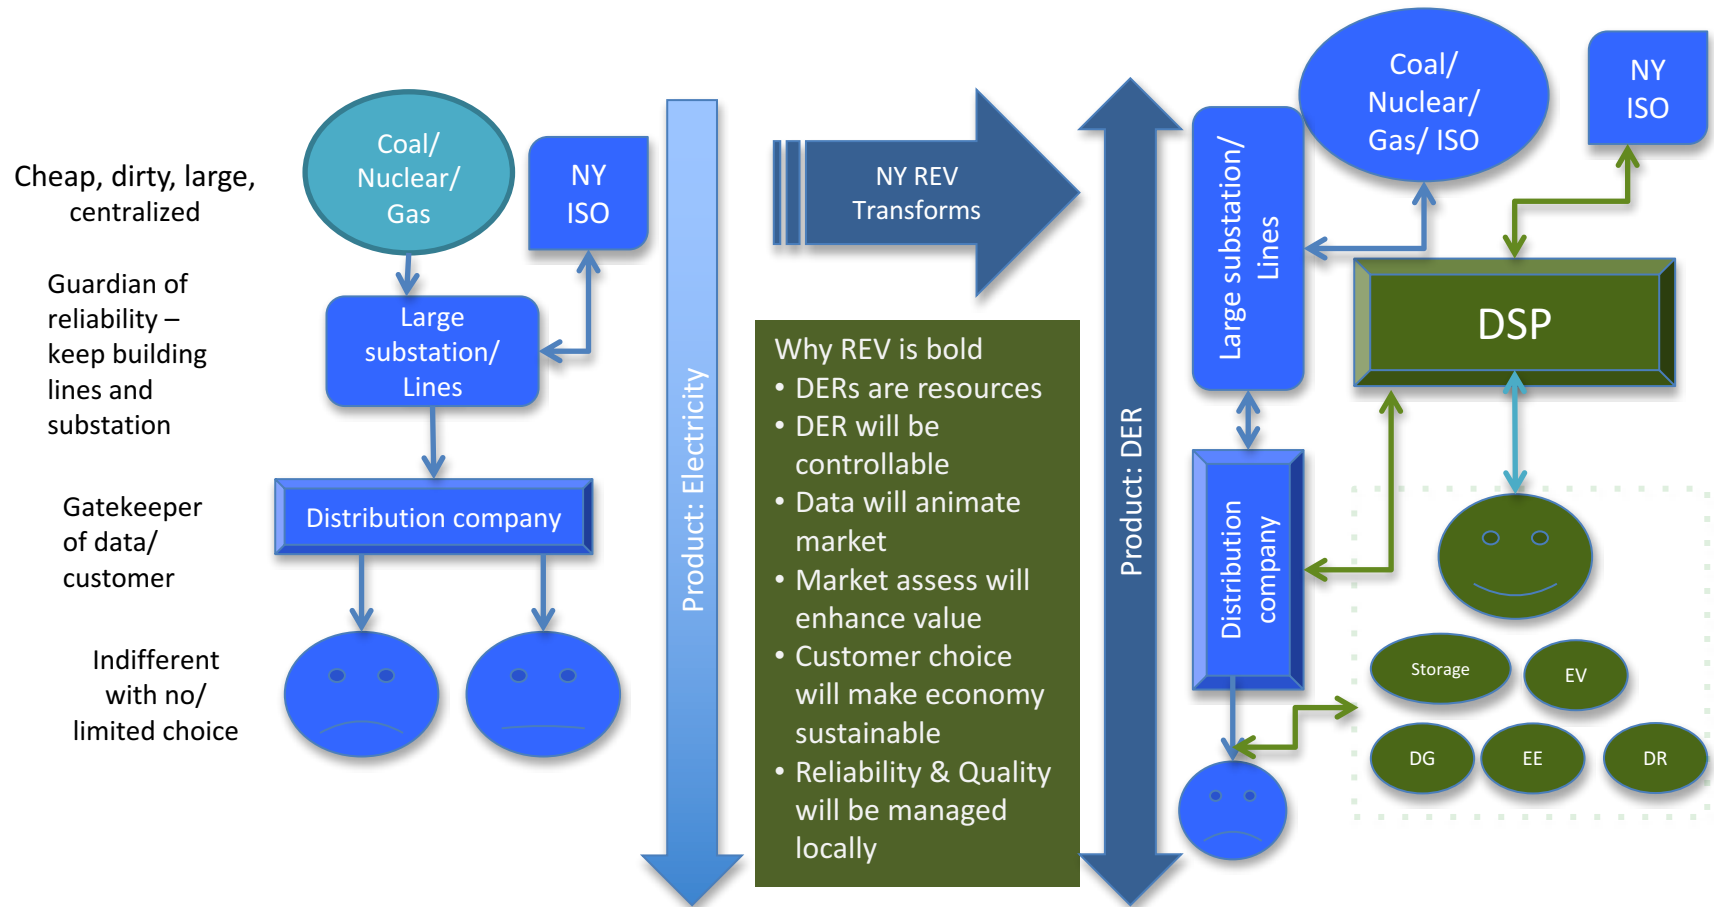 Cheap, dirty, large,
centralized
Guardian of
reliability –
keep building
lines and
substation
Gatekeeper
of data/
customer
Indifferent
with no/
limited choice
Coal/
Nuclear/
Gas
NY
ISO
Large
substation/
Lines
Distribution company
Product: Electricity
NY REV
Transforms
Why REV is bold
• DERs are resources
• DER will be
controllable
• Data will animate
market
• Market assess will
enhance value
• Customer choice
will make economy
sustainable
• Reliability & Quality
will be managed
locally
Product: DER
Large substation/
Lines
Coal/
Nuclear/
Gas/ ISO
NY
ISO
DSP
Distribution
company
Storage
EV
DG
EE
DR